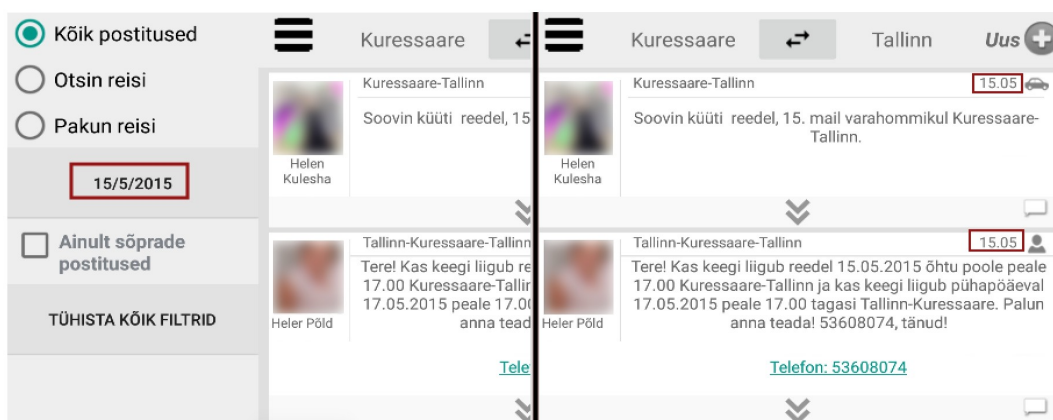 Kõik postitused
Otsin reisi
Pakun reisi
15/5/2015
Ainult sõprade
postitused
TÜHISTA KÕIK FILTRID
Kuressaare
Kuressaare-Tallinn
Soovin küüti reedel, 15
Helen
Kulesha
Tallinn-Kuressaare-Tallinn
Tere! Kas keegi liigub re
17.00 Kuressaare-Tallin
17.05.2015 peale 17.00
anna tead
Heler Põld
Tele
Kuressaare
Tallinn
Uus
Kuressaare-Tallinn
15.05
Soovin küüti reedel, 15. mail varahommikul Kuressaare-
Tallinn.
Helen
Kulesha
Tallinn-Kuressaare-Tallinn
15.05
Tere! Kas keegi liigub reedel 15.05.2015 õhtu poole peale
17.00 Kuressaare-Tallinn ja kas keegi liigub pühapöäeval
17.05.2015 peale 17.00 tagasi Tallinn-Kuressaare. Palun
anna teada! 53608074, tänud!
Heler Põld
Telefon: 53608074